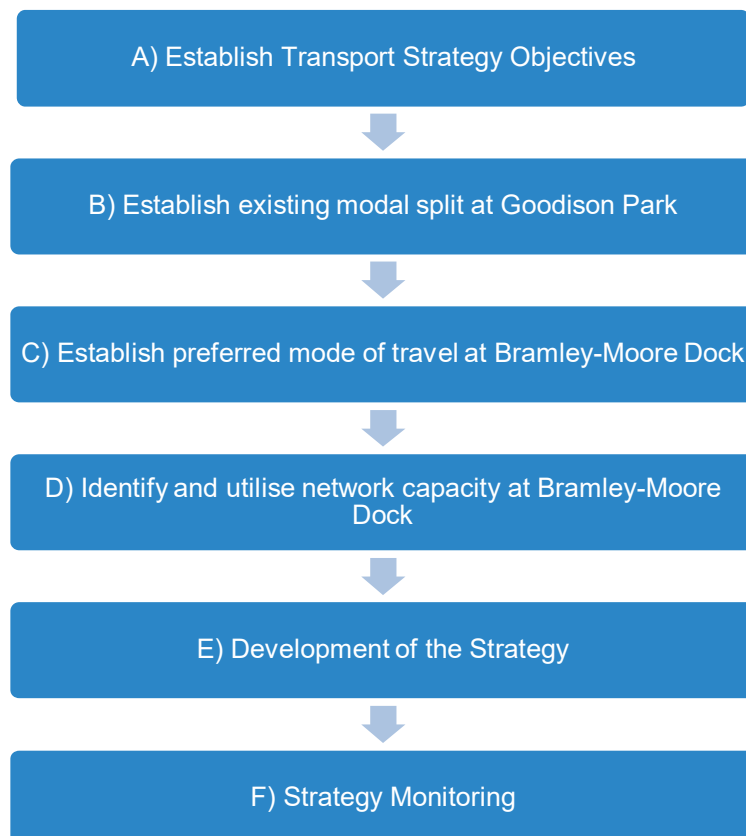 A) Establish Transport Strategy Objectives
B) Establish existing modal split at Goodison Park
C) Establish preferred mode of travel at Bramley-Moore Dock
D) Identify and utilise network capacity at Bramley-Moore
Dock
E) Development of the Strategy
F) Strategy Monitoring